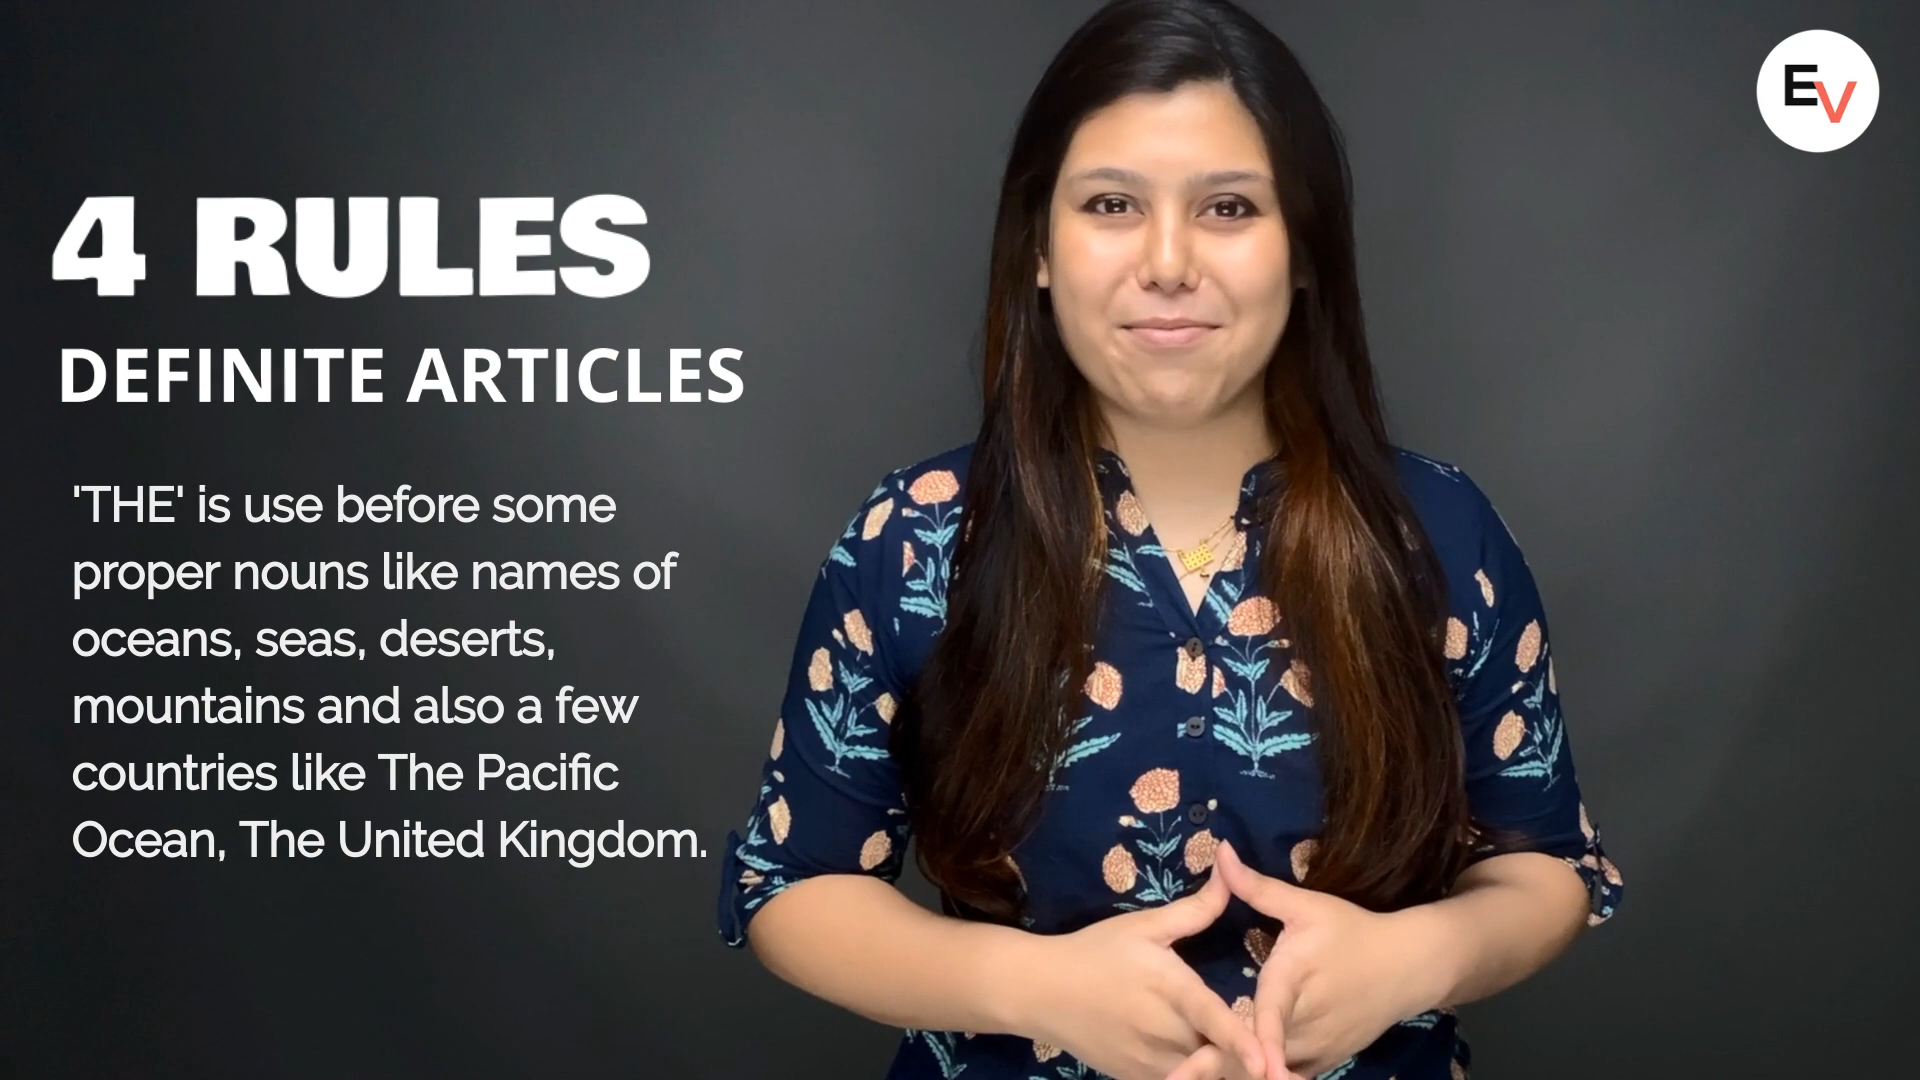 EV
4 RULES
DEFINITE ARTICLES
'THE' is use before some
proper nouns like names of
oceans, seas, deserts,
mountains and also a few
countries like The Pacific
Ocean, The United Kingdom.